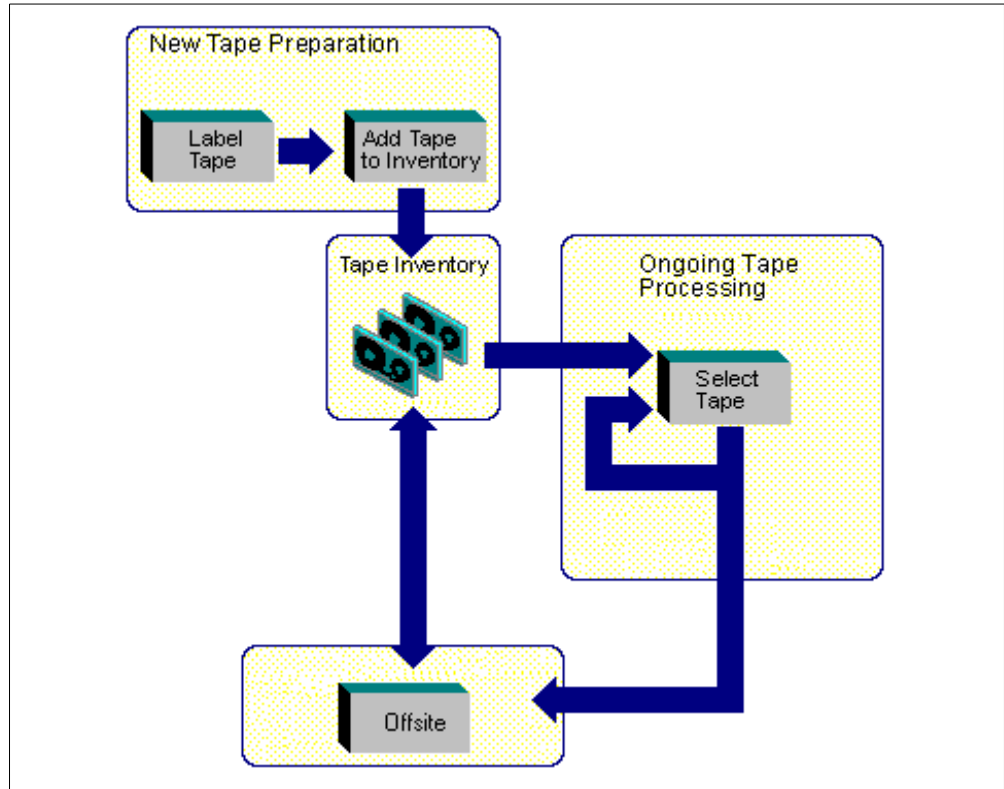 New Tape Preparation
Label
Tape
Add Tape
to Inventory
Tape Inventory
Ongoing Tape
Processing
Select
Tape
Offsite